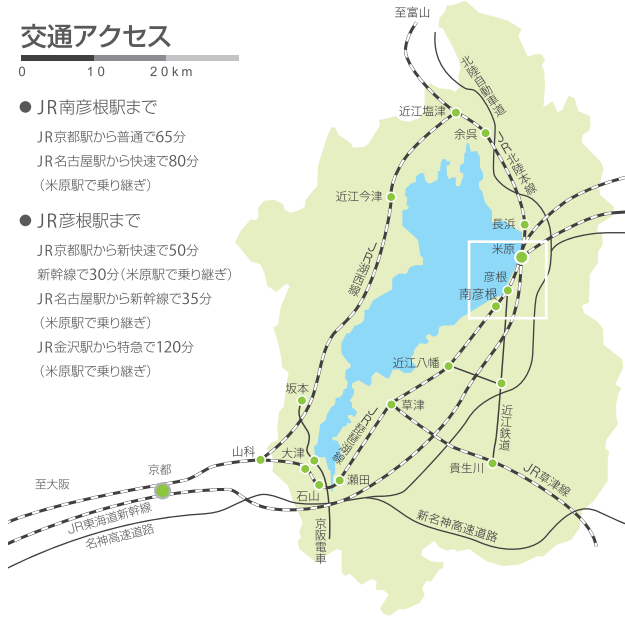 交通アクセス
0 10 20km
● JR南彦根駅まで
JR京都駅から普通で65分
JR名古屋駅から快速で80分
（米原駅で乗り継ぎ）
● JR彦根駅まで
JR京都駅から新快速で50分
新幹線で30分（米原駅で乗り継ぎ）
JR名古屋駅から新幹線で35分
（米原駅で乗り継ぎ）
JR金沢駅から特急で120分
（米原駅で乗り継ぎ）
至富山
北陸自動車道
近江塩津
余呉
JR北陸本線
近江今津
長浜
米原
JR湖西線
彦根
南彦根
近江八幡
坂本
草津
JR琵琶湖線
近江鉄道
山科
大津
京都
瀬田
貴生川
至大阪
石山
JR草津線
JR東海道新幹線
新名神高速道路
名神高速道路
京阪電車